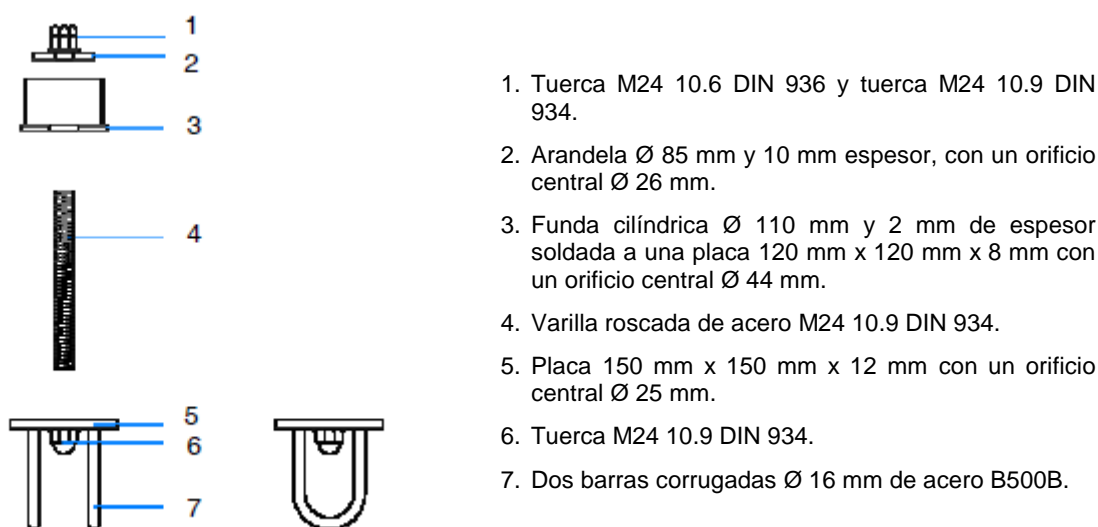 1
2
3
4
5
6
7
1. Tuerca M24 10.6 DIN 936 y tuerca M24 10.9 DIN
934.
2. Arandela Ø 85 mm y 10 mm espesor, con un orificio
central Ø 26 mm.
3. Funda cilíndrica Ø 110 mm y 2 mm de espesor
soldada a una placa 120 mm x 120 mm x 8 mm con
un orificio central Ø 44 mm.
4. Varilla roscada de acero M24 10.9 DIN 934.
5. Placa 150 mm x 150 mm x 12 mm con un orificio
central Ø 25 mm.
6. Tuerca M24 10.9 DIN 934.
7. Dos barras corrugadas Ø 16 mm de acero B500B.